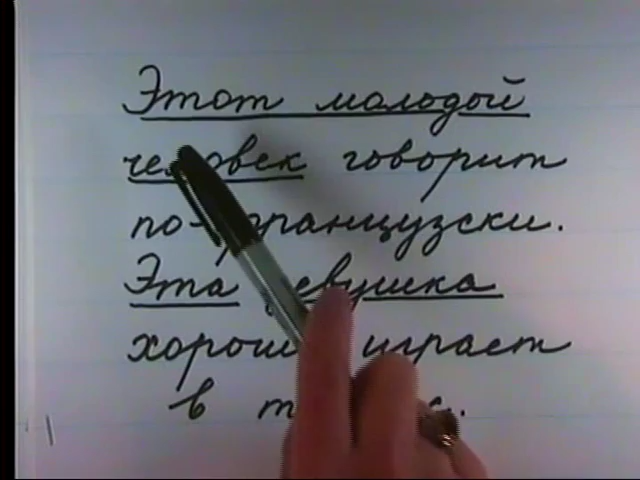 Этот молодой
человек говорит
по-французски.
Эта девушка
хорошо играет
в